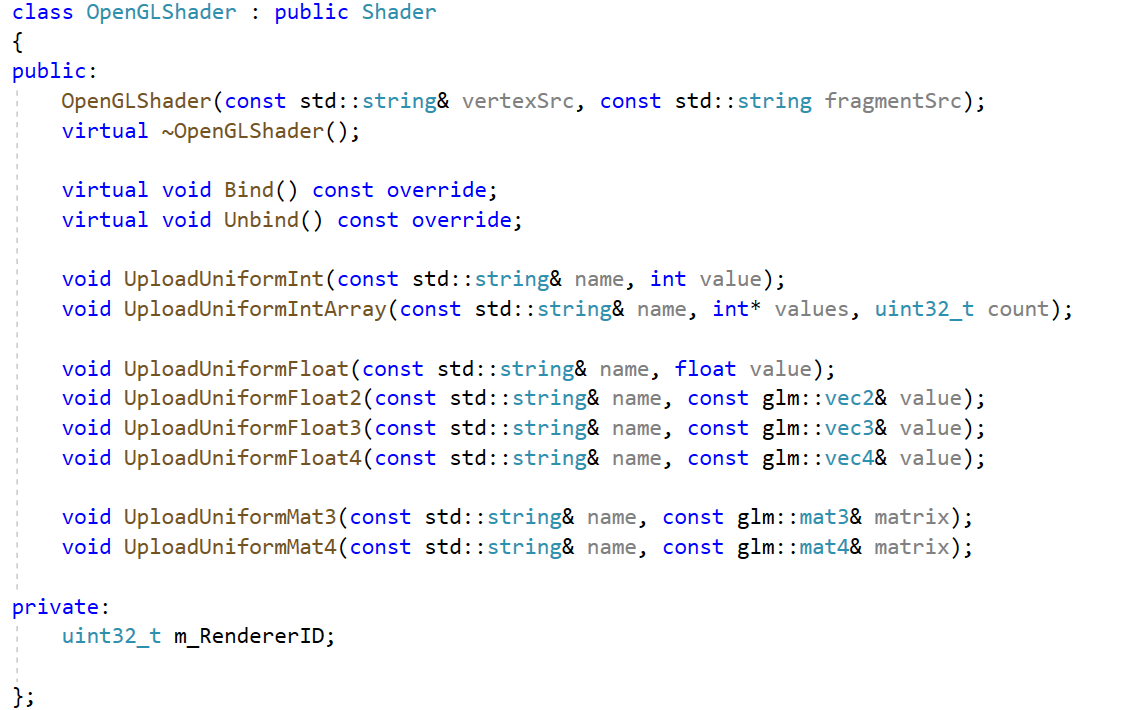 class OpenGLShader : public Shader
{
public:
    OpenGLShader(const std::string& vertexSrc, const std::string fragmentSrc);
    virtual ~OpenGLShader();

    virtual void Bind() const override;
    virtual void Unbind() const override;

    void UploadUniformInt(const std::string& name, int value);
    void UploadUniformIntArray(const std::string& name, int* values, uint32_t count);

    void UploadUniformFloat(const std::string& name, float value);
    void UploadUniformFloat2(const std::string& name, const glm::vec2& value);
    void UploadUniformFloat3(const std::string& name, const glm::vec3& value);
    void UploadUniformFloat4(const std::string& name, const glm::vec4& value);

    void UploadUniformMat3(const std::string& name, const glm::mat3& matrix);
    void UploadUniformMat4(const std::string& name, const glm::mat4& matrix);

private:
    uint32_t m_RendererID;

};